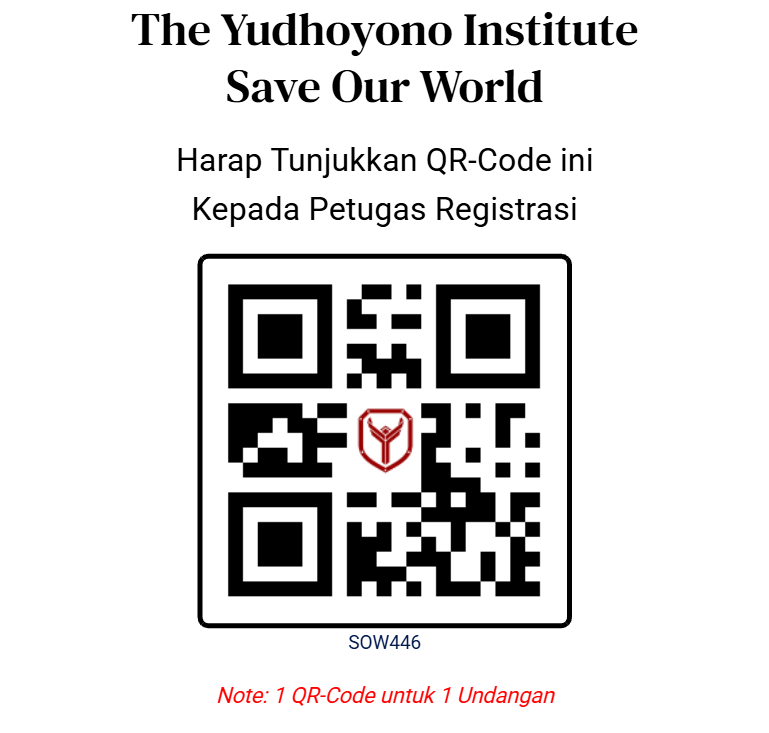 The Yudhoyono Institute
Save Our World
Harap Tunjukkan QR-Code ini
Kepada Petugas Registrasi
SOW446
Note: 1 QR-Code untuk 1 Undangan